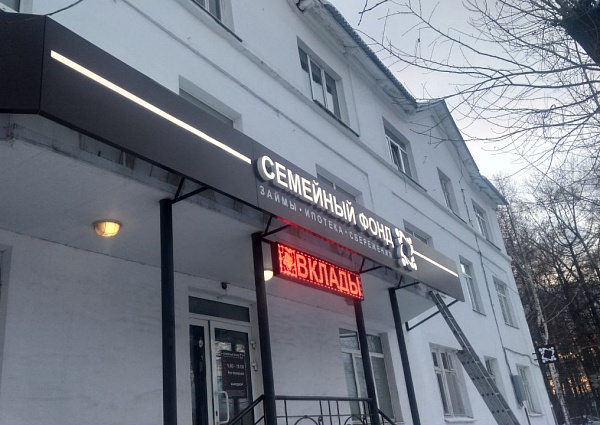 СЕМЕЙНЫЙ ФОНД
ЗАЙМЫ • ИПОТЕКА • СБЕРЕЖЕНИЯ
ВКЛАДЫ